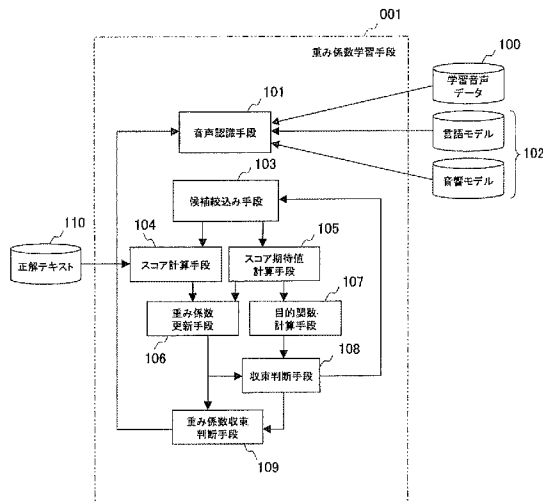 001
重み係数学習手段
100
学習音声
データ
101
音声認識手段
言語モデル
102
音響モデル
103
候補絞込み手段
110
正解テキスト
104
スコア計算手段
105
スコア期待値
計算手段
重み係数
更新手段
106
107
目的関数
計算手段
108
収束判断手段
重み係数収束
判断手段
109